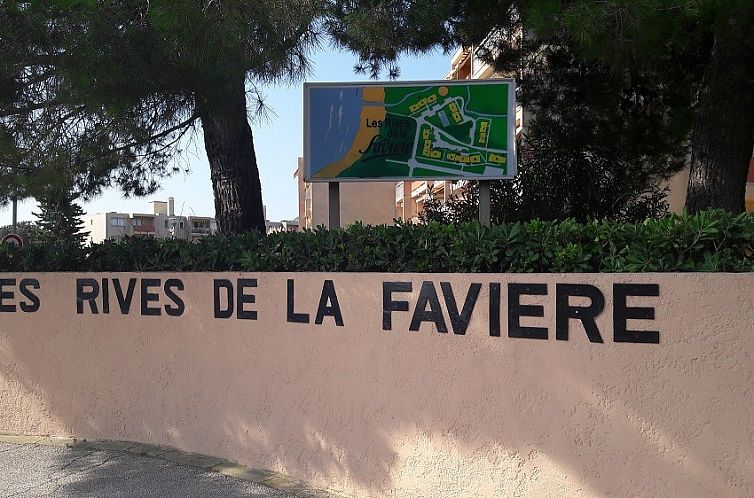 Les Rives
de la
Favière
ES RIVES DE LA FAVIERE